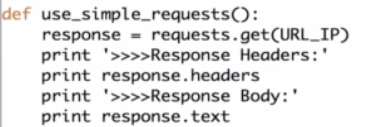 def use_simple_requests():
    response = requests.get(URL_IP)
    print '>>>>Response Headers:'
    print response.headers
    print '>>>>Response Body:'
    print response.text